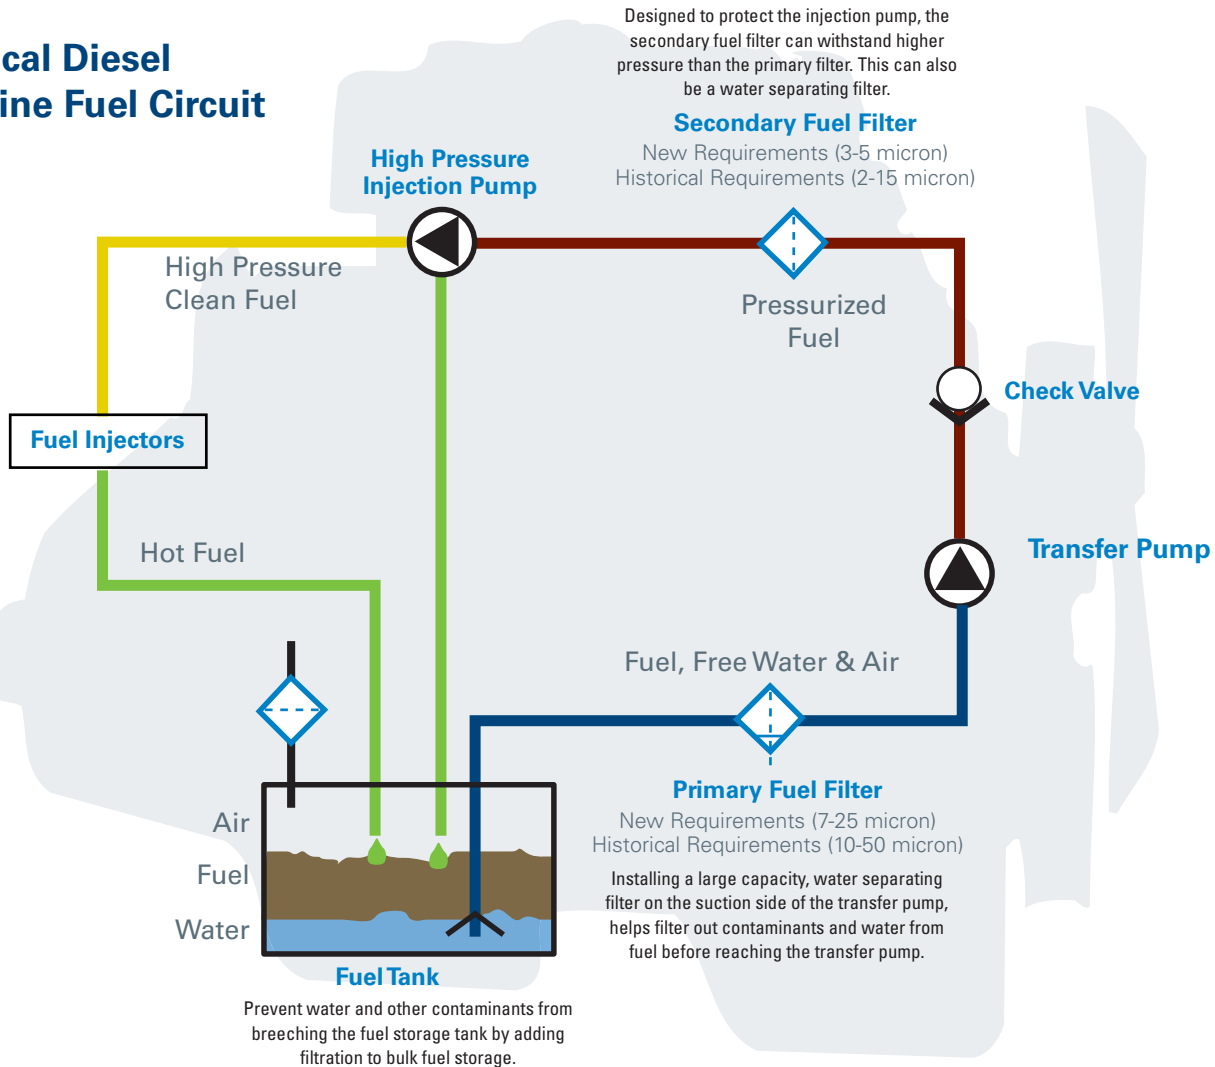 ical Diesel
ine Fuel Circuit
Designed to protect the injection pump, the
secondary fuel filter can withstand higher
pressure than the primary filter. This can also
be a water separating filter.
Secondary Fuel Filter
New Requirements (3-5 micron)
Historical Requirements (2-15 micron)
High Pressure
Injection Pump
High Pressure
Clean Fuel
Pressurized
Fuel
Check Valve
Fuel Injectors
Hot Fuel
Transfer Pump
Fuel, Free Water & Air
Primary Fuel Filter
New Requirements (7-25 micron)
Historical Requirements (10-50 micron)
Installing a large capacity, water separating
filter on the suction side of the transfer pump,
helps filter out contaminants and water from
fuel before reaching the transfer pump.
Air
Fuel
Water
Fuel Tank
Prevent water and other contaminants from
breeching the fuel storage tank by adding
filtration to bulk fuel storage.